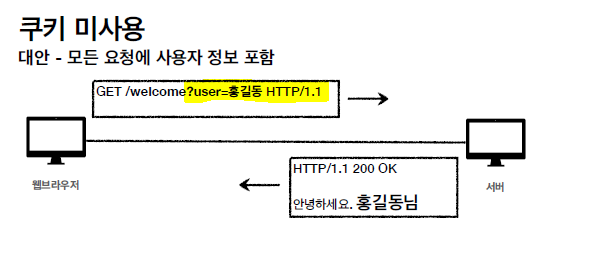 쿠키 미사용
대안 - 모든 요청에 사용자 정보 포함
GET /welcome?user=홍길동 HTTP/1.1
웹브라우저
서버
HTTP/1.1 200 OK
안녕하세요. 홍길동님